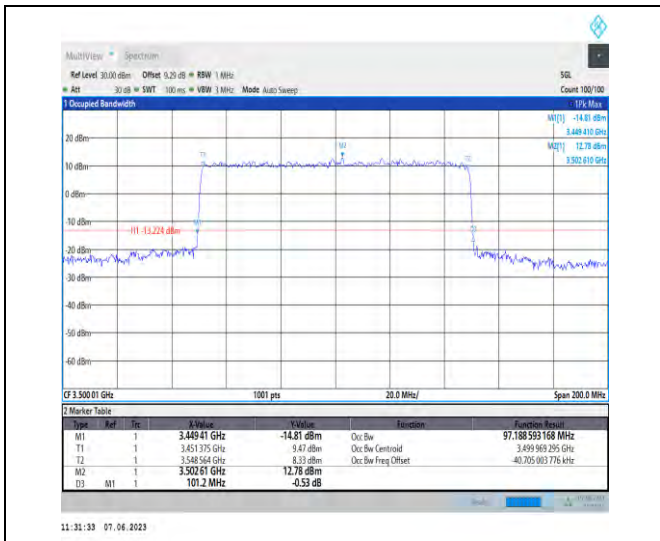 MultiView Spectrum
Ref Level 30.00 dBm Offset 9.29 dB RBW 1 MHz SGL
Att 30 dB SWT 100 ms VBW 3 MHz Mode Auto Sweep Count 100/100
1 Occupied Bandwidth 1Pk Max
M1[1] -14.81 dBm
3.449 410 GHz
20 dBm
M2[1] 12.78 dBm
3.502 610 GHz
M2
T1
T2
10 dBm
0 dBm
-10 dBm
M1
H1 -13.224 dBm
-20 dBm
-30 dBm
-40 dBm
-50 dBm
-60 dBm
CF 3.500 01 GHz 1001 pts 20.0 MHz/ Span 200.0 MHz
2 Marker Table
Type Ref Trc X-Value Y-Value Function Function Result
M1 1 3.449 41 GHz -14.81 dBm Occ Bw 97.188 593 168 MHz
T1 1 3.451 375 GHz 9.47 dBm Occ Bw Centroid 3.499 969 295 GHz
T2 1 3.548 564 GHz 8.33 dBm Occ Bw Freq Offset -40.705 003 776 kHz
M2 1 3.502 61 GHz 12.78 dBm
D3 M1 1 101.2 MHz -0.53 dB
11:31:33 07.06.2023